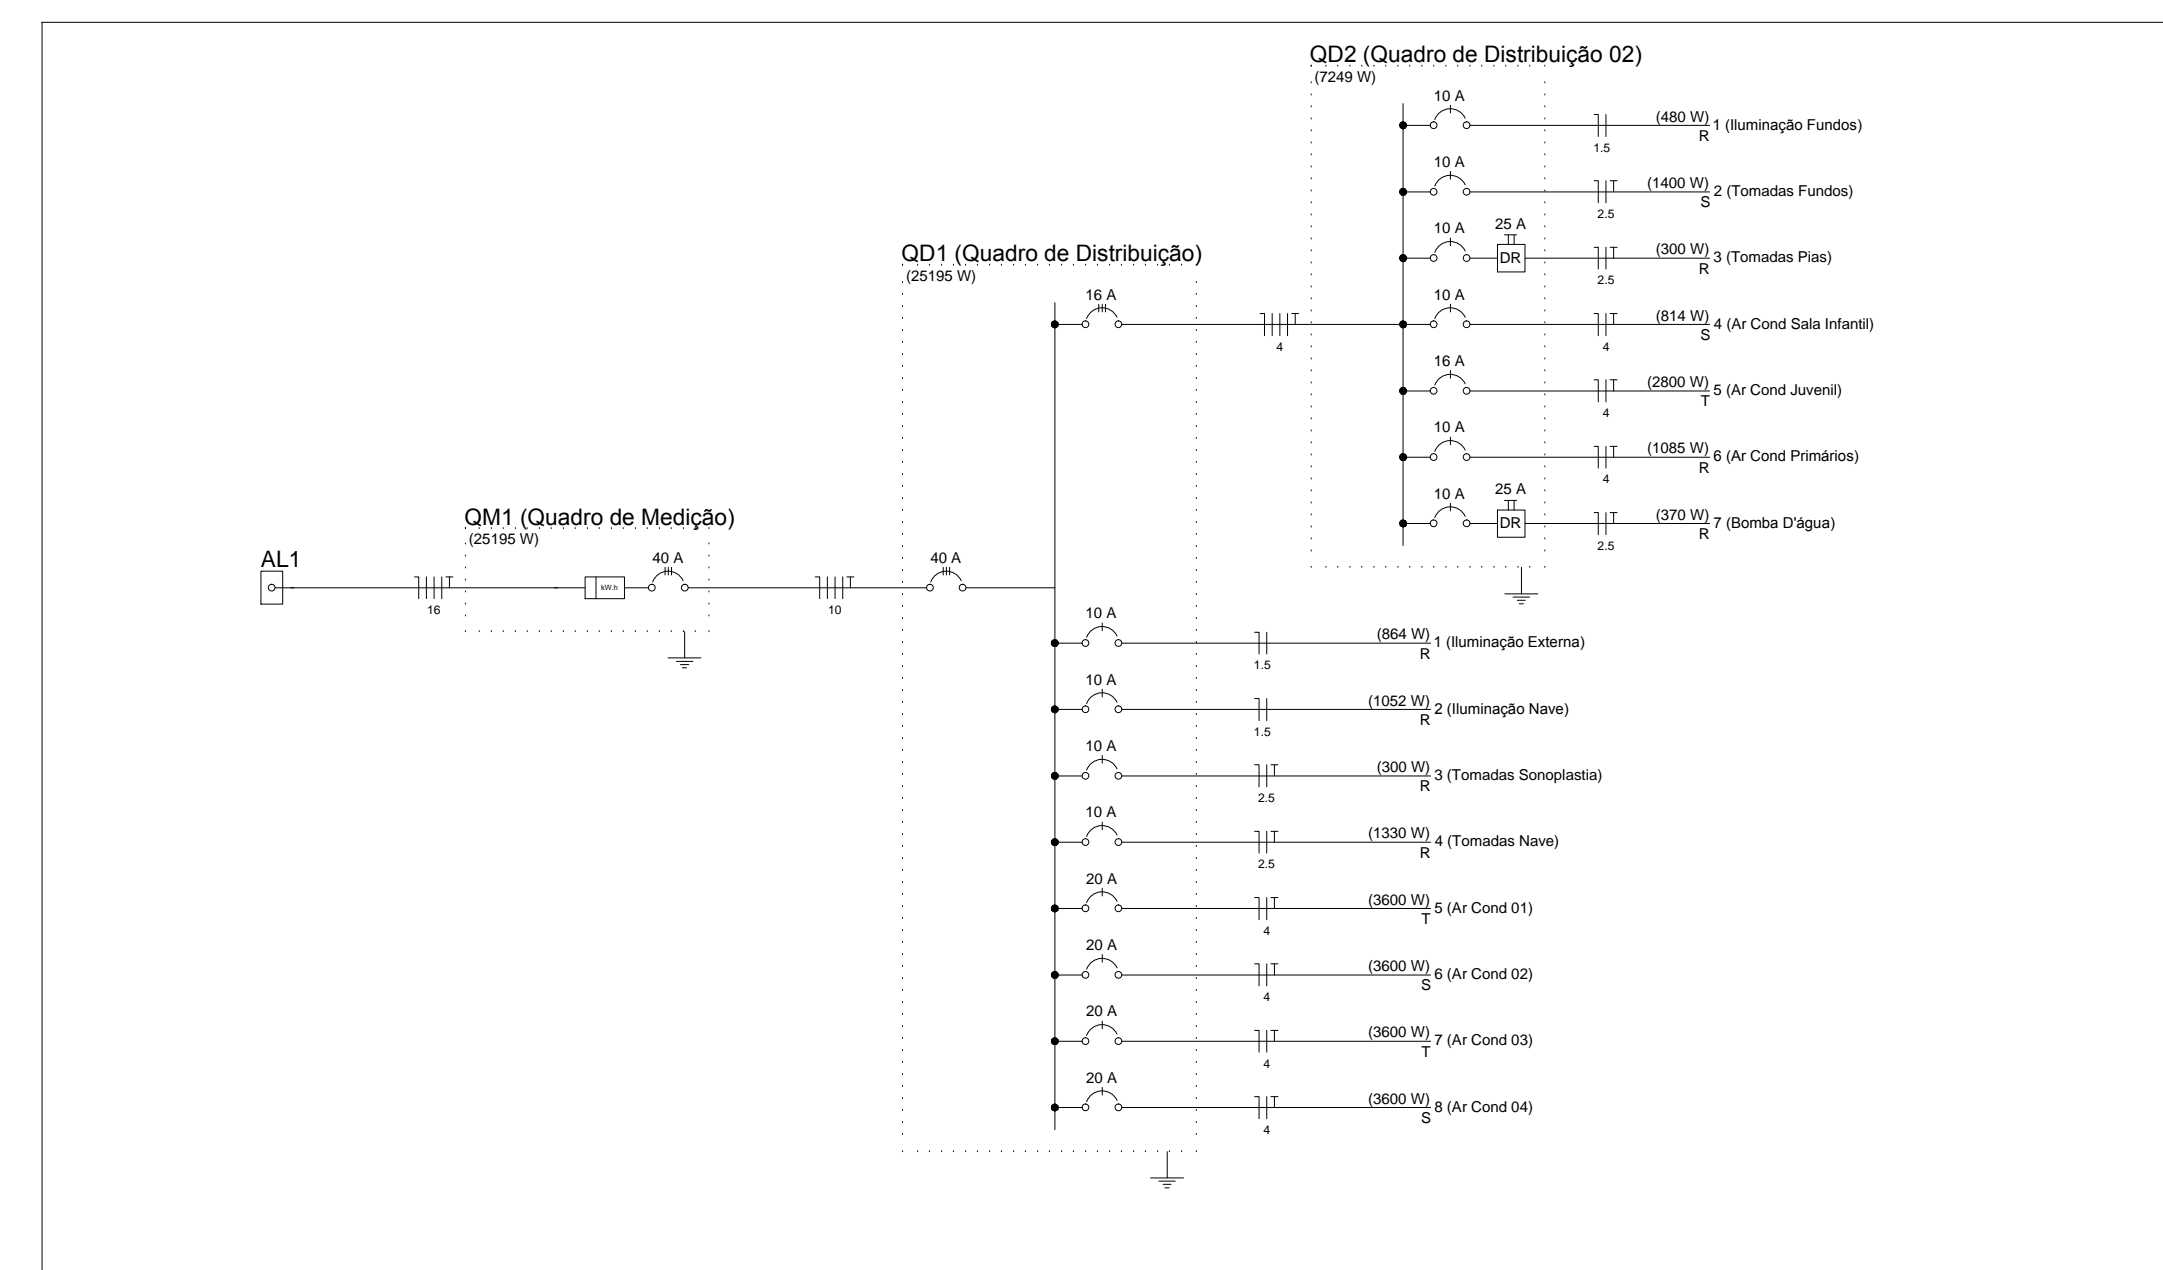 QD2 (Quadro de Distribuição 02)
(7249 W)
10 A
(480 W)
1 (Iluminação Fundos)
R
1.5
10 A
(1400 W)
2 (Tomadas Fundos)
S
2.5
10 A
25 A
DR
(300 W)
3 (Tomadas Pias)
R
2.5
10 A
(814 W)
4 (Ar Cond Sala Infantil)
S
4
16 A
(2800 W)
5 (Ar Cond Juvenil)
T
4
10 A
(1085 W)
6 (Ar Cond Primários)
R
4
10 A
25 A
DR
(370 W)
7 (Bomba D'água)
R
2.5
QD1 (Quadro de Distribuição)
(25195 W)
16 A
4
QM1 (Quadro de Medição)
(25195 W)
AL1
16
kW.h
40 A
10
40 A
10 A
(864 W)
1 (Iluminação Externa)
R
1.5
10 A
(1052 W)
2 (Iluminação Nave)
R
1.5
10 A
(300 W)
3 (Tomadas Sonoplastia)
R
2.5
10 A
(1330 W)
4 (Tomadas Nave)
R
2.5
20 A
(3600 W)
5 (Ar Cond 01)
T
4
20 A
(3600 W)
6 (Ar Cond 02)
S
4
20 A
(3600 W)
7 (Ar Cond 03)
T
4
20 A
(3600 W)
8 (Ar Cond 04)
S
4